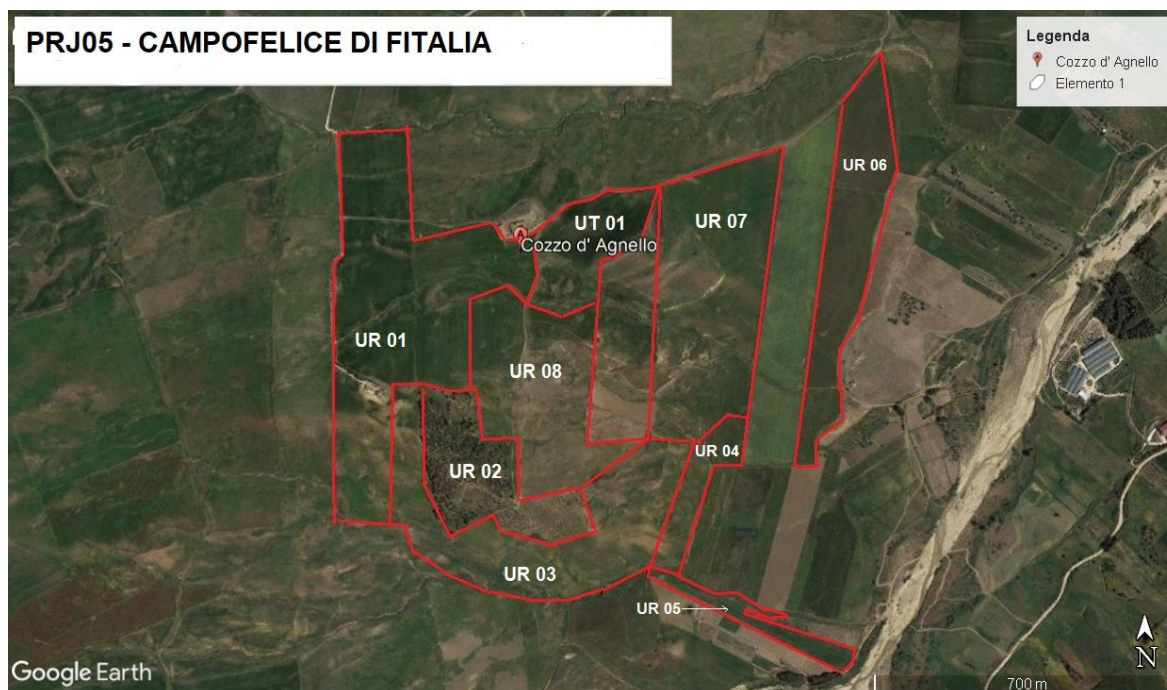 PRJ05 - CAMPOFELICE DI FITALIA
Legenda
Cozzo d' Agnello
Elemento 1
UR 06
UT 01
UR 07
A
Cozzo d' Agnello
UR 01
UR 08
UR 04
UR 02
UR 03
UR 05
N
Google Earth
700 m